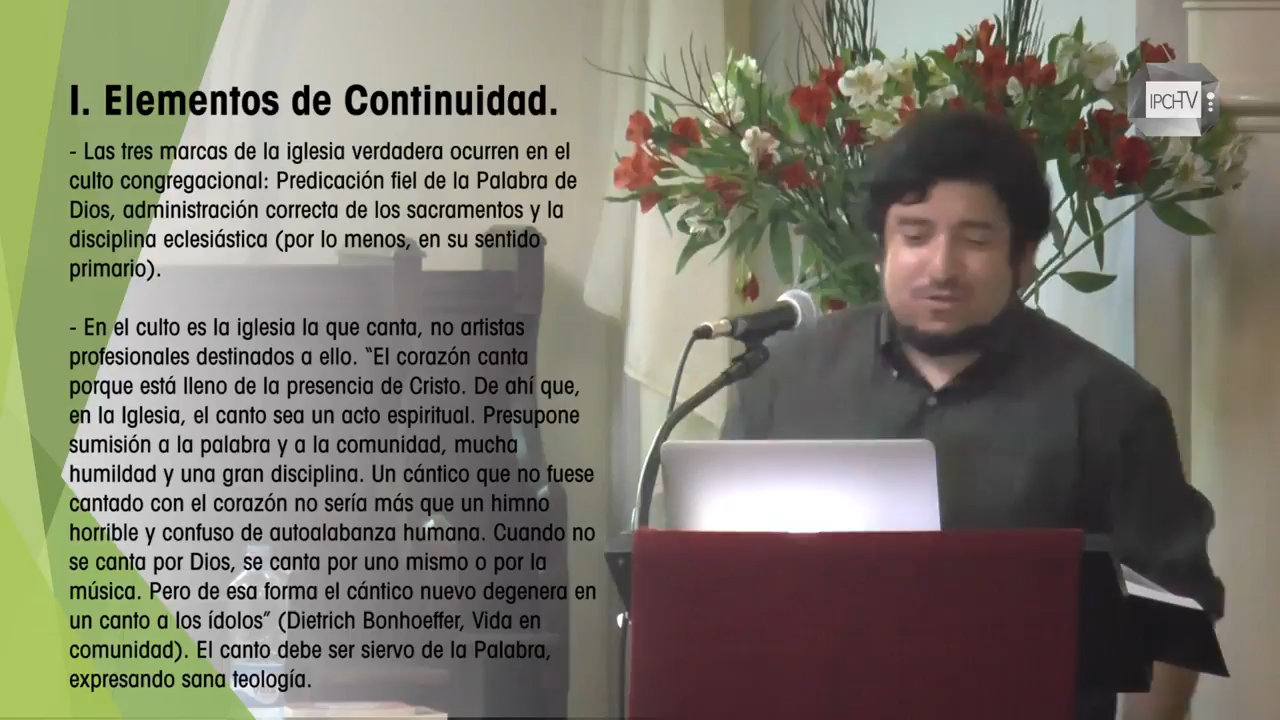 I. Elementos de Continuidad.
- Las tres marcas de la iglesia verdadera ocurren en el
culto congregacional: Predicación fiel de la Palabra de
Dios, administración correcta de los sacramentos y la
disciplina eclesiástica (por lo menos, en su sentido
primario).
- En el culto es la iglesia la que canta, no artistas
profesionales destinados a ello. “El corazón canta
porque está lleno de la presencia de Cristo. De ahí que,
en la Iglesia, el canto sea un acto espiritual. Presupone
sumisión a la palabra y a la comunidad, mucha
humildad y una gran disciplina. Un cántico que no fuese
cantado con el corazón no sería más que un himno
horrible y confuso de autoalabanza humana. Cuando no
se canta por Dios, se canta por uno mismo o por la
música. Pero de esa forma el cántico nuevo degenera en
un canto a los ídolos” (Dietrich Bonhoeffer, Vida en
comunidad). El canto debe ser siervo de la Palabra,
expresando sana teología.
IPCHTV